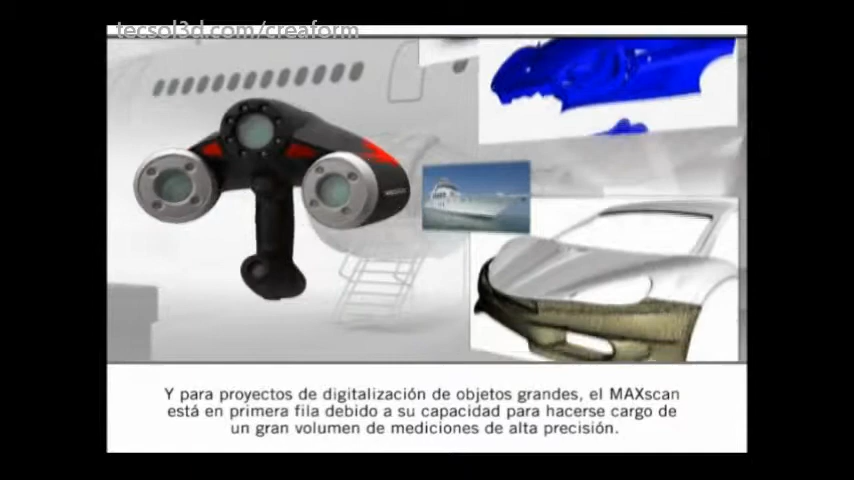 tecsol3d.com/creaform
Y para proyectos de digitalización de objetos grandes, el MAXscan
está en primera fila debido a su capacidad para hacerse cargo de
un gran volumen de mediciones de alta precisión.